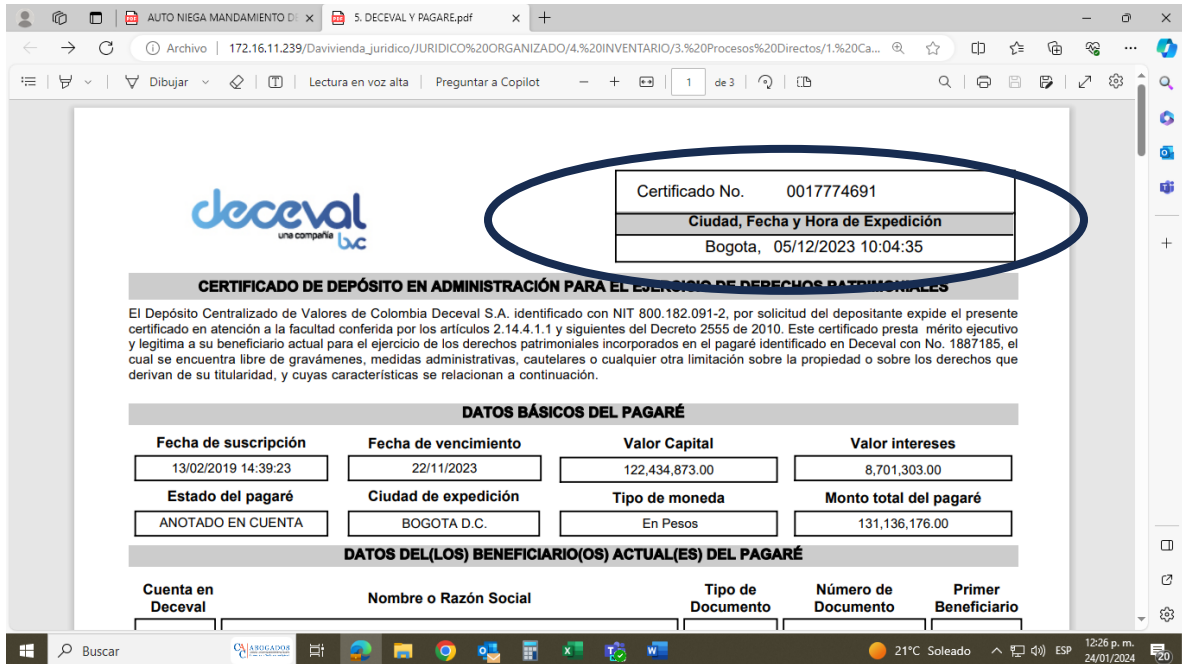 AUTO NIEGA MANDAMIENTO DE
5. DECEVAL Y PAGARE.pdf
Archivo
172.16.11.239/Davivienda_juridico/JURIDICO%20ORGANIZADO/4.%20INVENTARIO/3.%20Procesos%20Directos/1.%20Ca...
Dibujar
Lectura en voz alta
Preguntar a Copilot
1
de 3
deceval
una compañía bvc
Certificado No. 0017774691
Ciudad, Fecha y Hora de Expedición
Bogota, 05/12/2023 10:04:35
CERTIFICADO DE DEPÓSITO EN ADMINISTRACIÓN PARA EL EJERCICIO DE DERECHOS PATRIMONIALES
El Depósito Centralizado de Valores de Colombia Deceval S.A. identificado con NIT 800.182.091-2, por solicitud del depositante expide el presente
certificado en atención a la facultad conferida por los artículos 2.14.4.1.1 y siguientes del Decreto 2555 de 2010. Este certificado presta mérito ejecutivo
y legitima a su beneficiario actual para el ejercicio de los derechos patrimoniales incorporados en el pagaré identificado en Deceval con No. 1887185, el
cual se encuentra libre de gravámenes, medidas administrativas, cautelares o cualquier otra limitación sobre la propiedad o sobre los derechos que
derivan de su titularidad, y cuyas características se relacionan a continuación.
DATOS BÁSICOS DEL PAGARÉ
Fecha de suscripción Fecha de vencimiento Valor Capital Valor intereses
13/02/2019 14:39:23 22/11/2023 122,434,873.00 8,701,303.00
Estado del pagaré Ciudad de expedición Tipo de moneda Monto total del pagaré
ANOTADO EN CUENTA BOGOTA D.C. En Pesos 131,136,176.00
DATOS DEL(LOS) BENEFICIARIO(OS) ACTUAL(ES) DEL PAGARÉ
Cuenta en Deceval
Nombre o Razón Social
Tipo de Documento
Número de Documento
Primer Beneficiario
Buscar
ABOGADOS
21°C Soleado
ESP
12:26 p. m.
24/01/2024
20